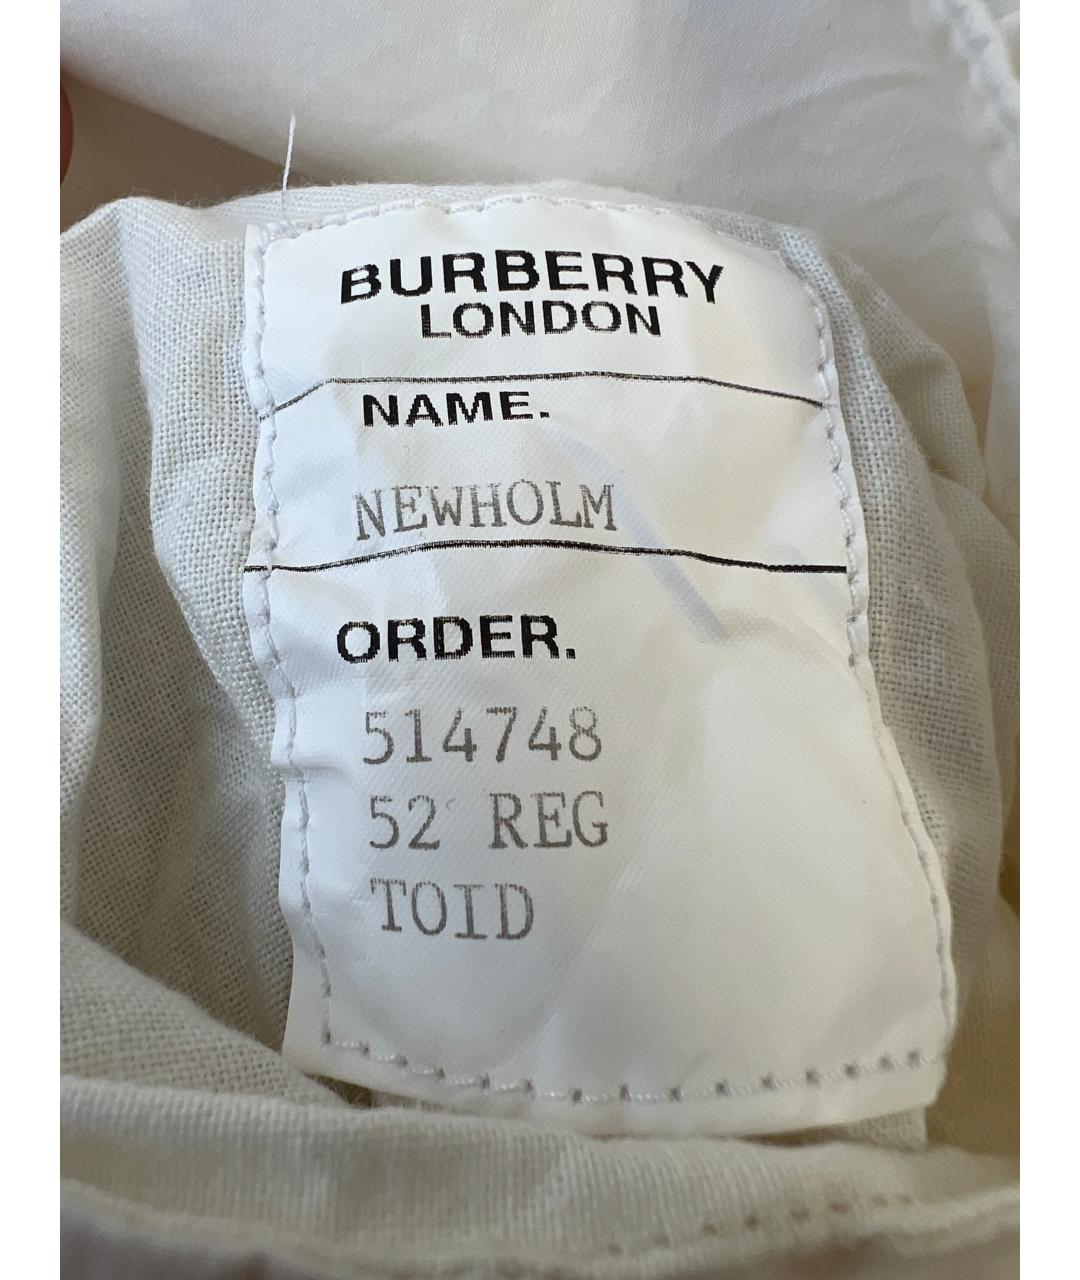 BURBERRY
LONDON
NAME.
NEWHOLM
ORDER.
514748
52 REG
TOID